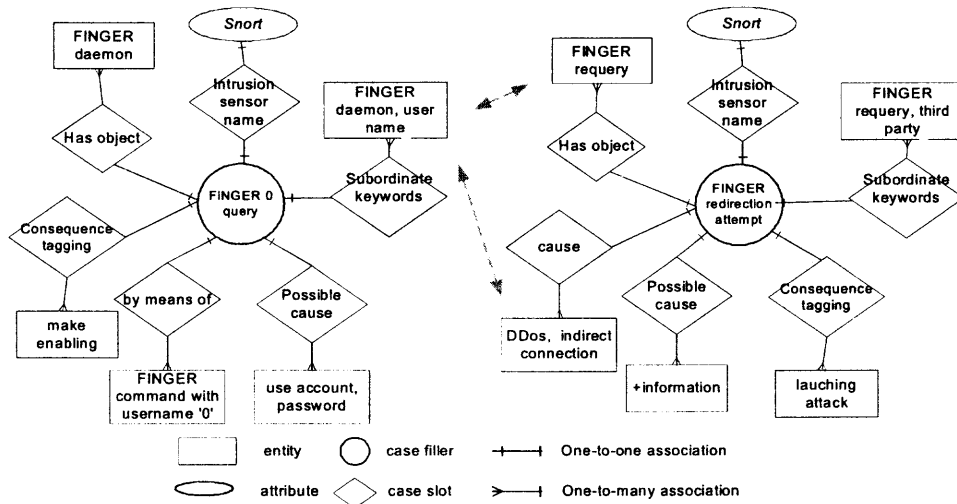 Snort
FINGER
daemon
Intrusion
sensor
name
FINGER
daemon, user
name
Has object
Subordinate
keywords
FINGER 0
query
Consequence
tagging
by means of
Possible
cause
make
enabling
FINGER
command with
username '0'
use account,
password
Snort
FINGER
requery
Intrusion
sensor
name
FINGER
requery, third
party
Has object
Subordinate
keywords
FINGER
redirection
attempt
cause
Possible
cause
Consequence
tagging
DDos, indirect
connection
+information
lauching
attack
entity
case filler
One-to-one association
attribute
case slot
One-to-many association